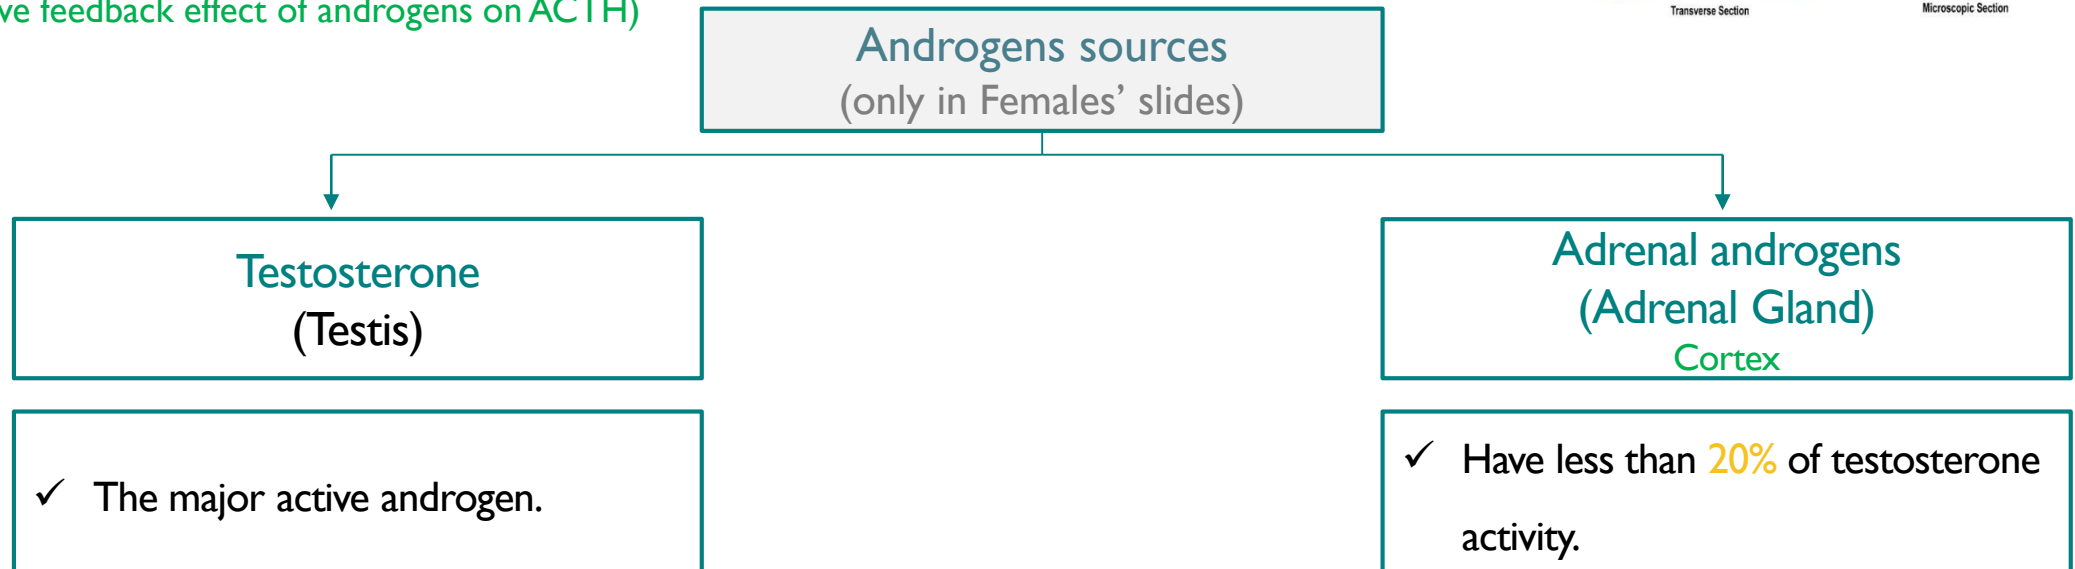 ve feedback effect of androgens on ACTH)
Transverse Section
Microscopic Section
Androgens sources
(only in Females’ slides)
Testosterone
(Testis)
Adrenal androgens
(Adrenal Gland)
Cortex
✓ The major active androgen.
✓ Have less than 20% of testosterone
activity.